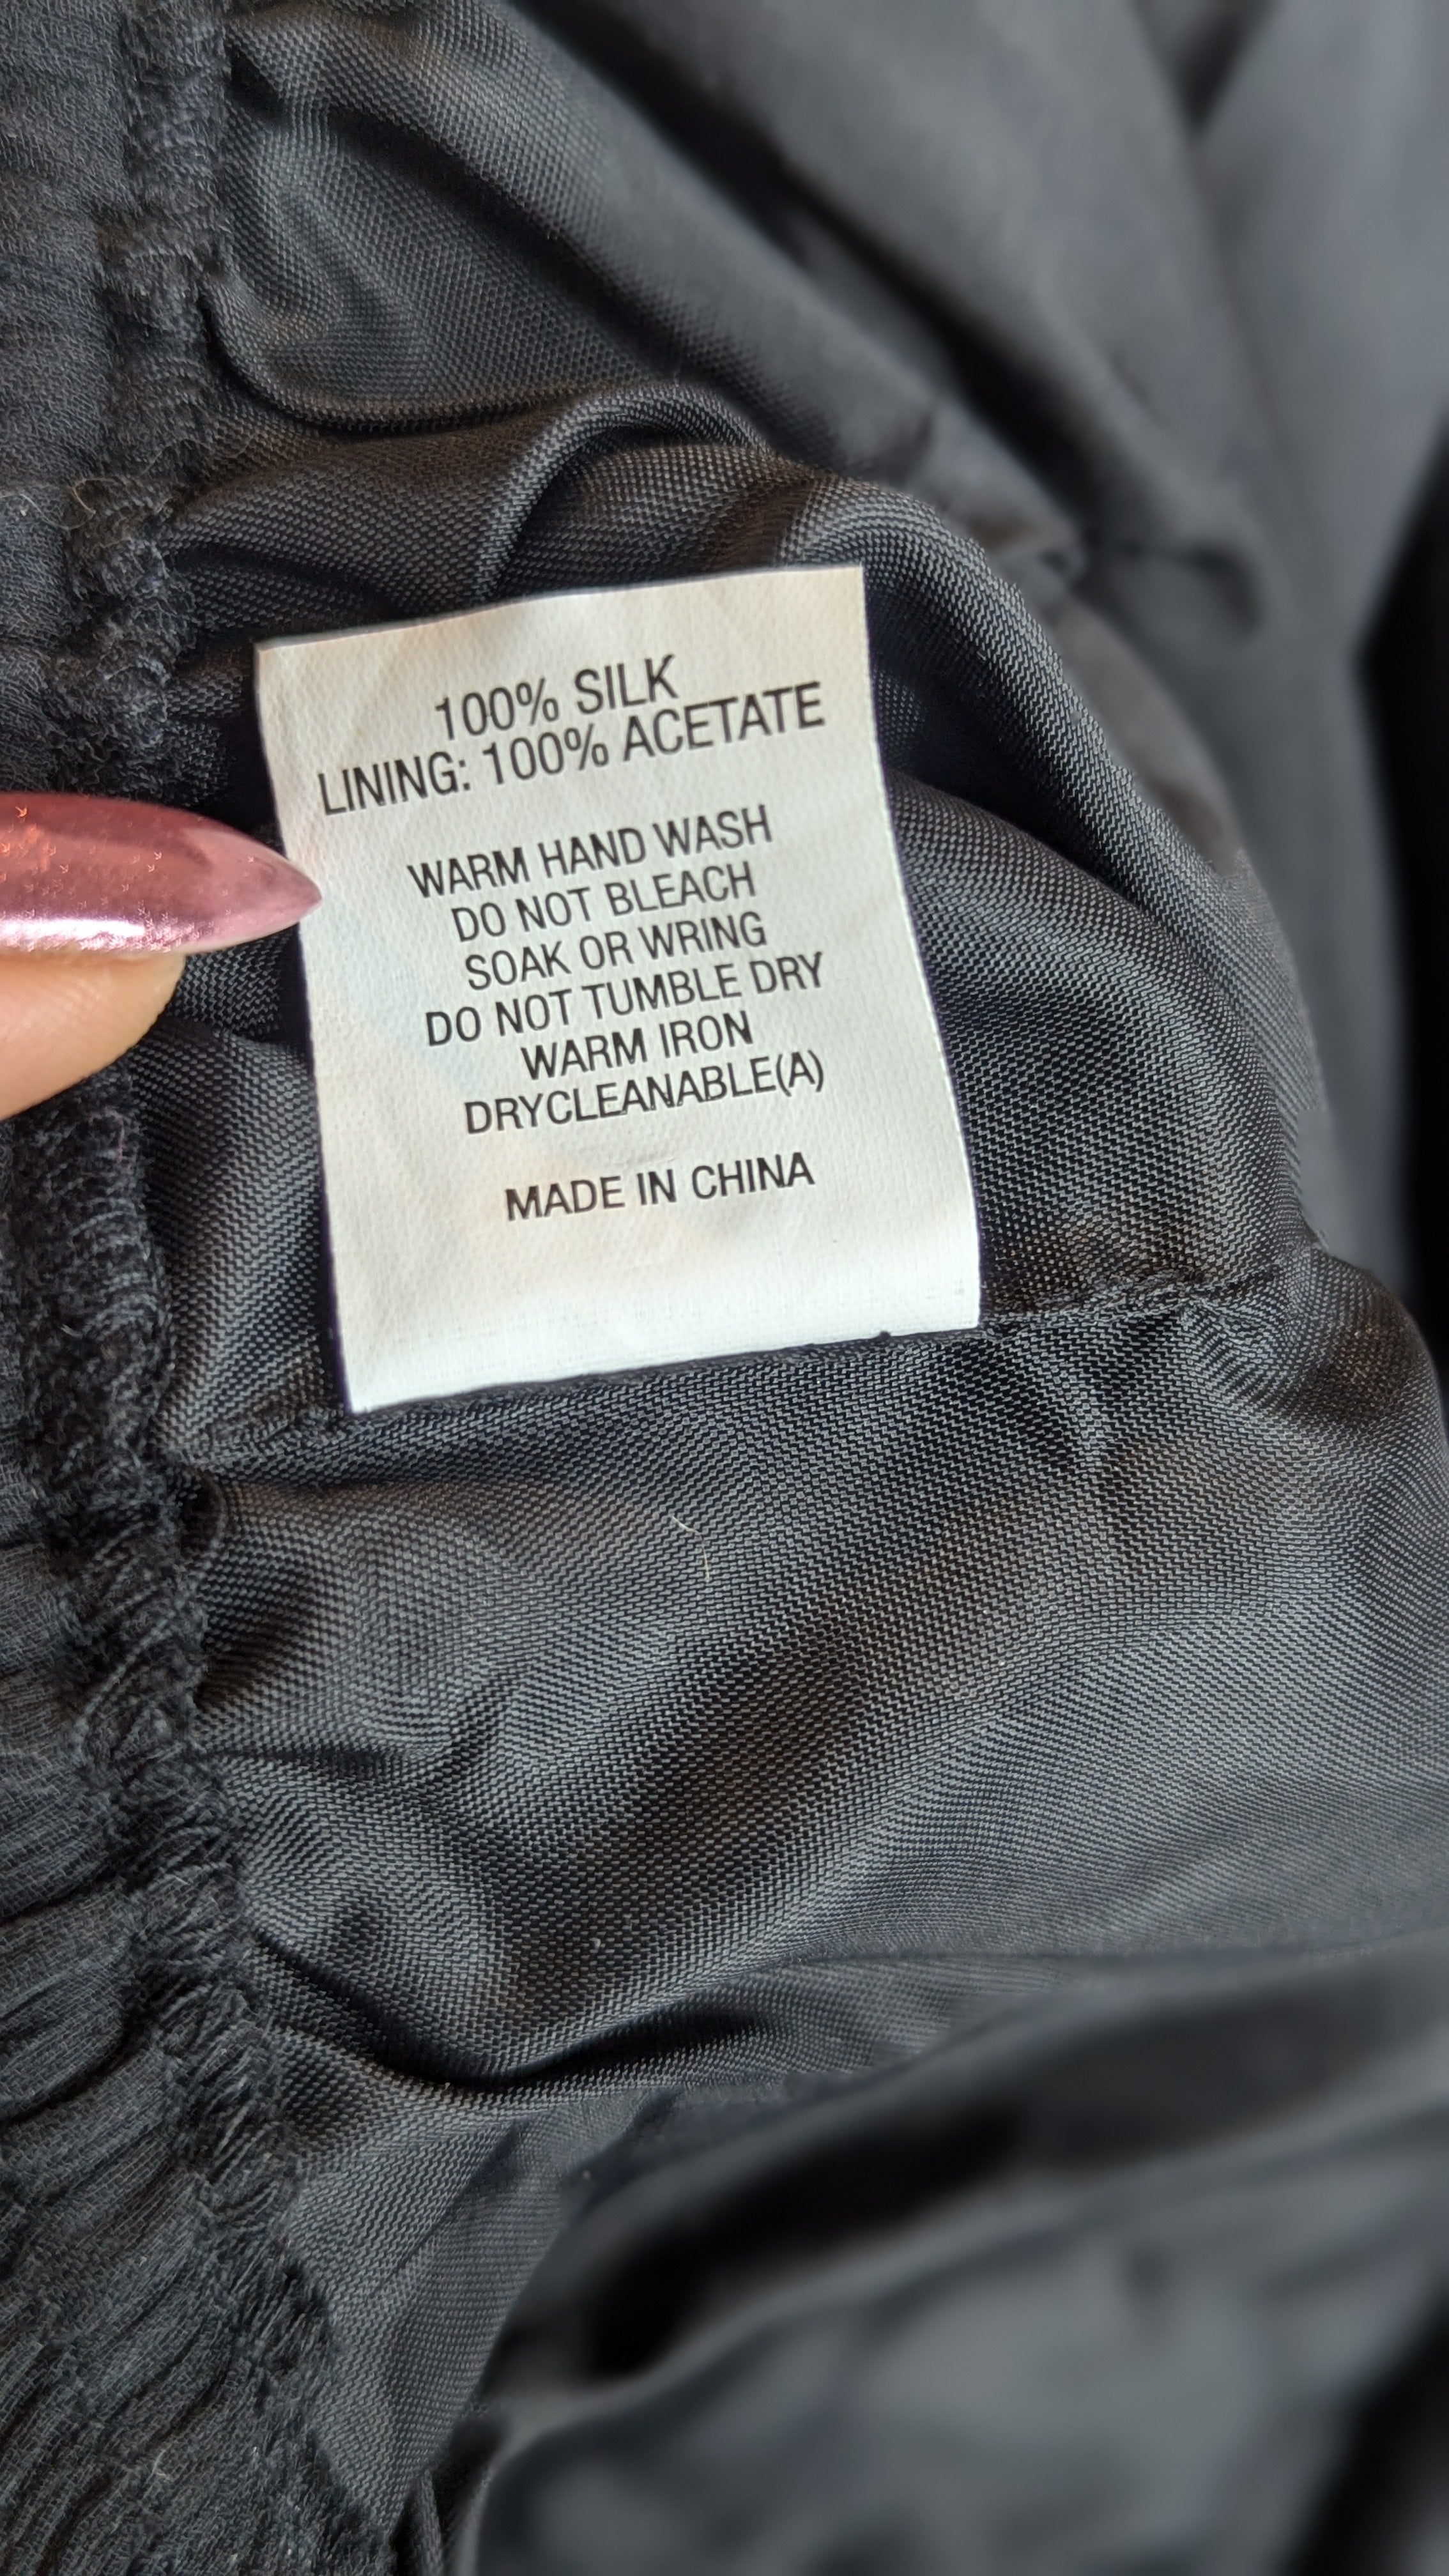 100% SILK
LINING: 100% ACETATE
WARM HAND WASH
DO NOT BLEACH
SOAK OR WRING
DO NOT TUMBLE DRY
WARM IRON
DRYCLEANABLE(A)
MADE IN CHINA